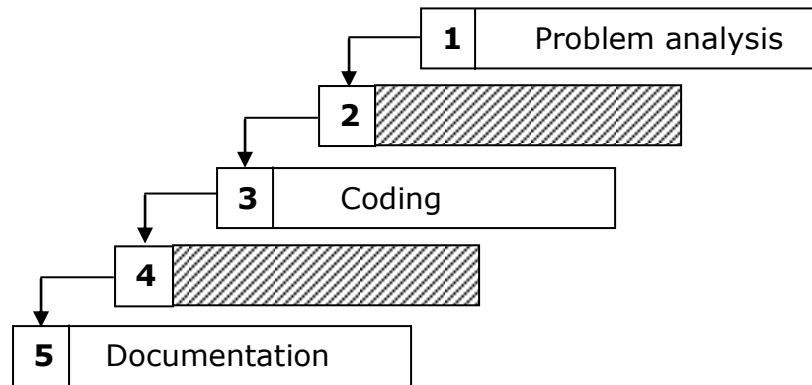 1 Problem analysis
2
3 Coding
4
5 Documentation